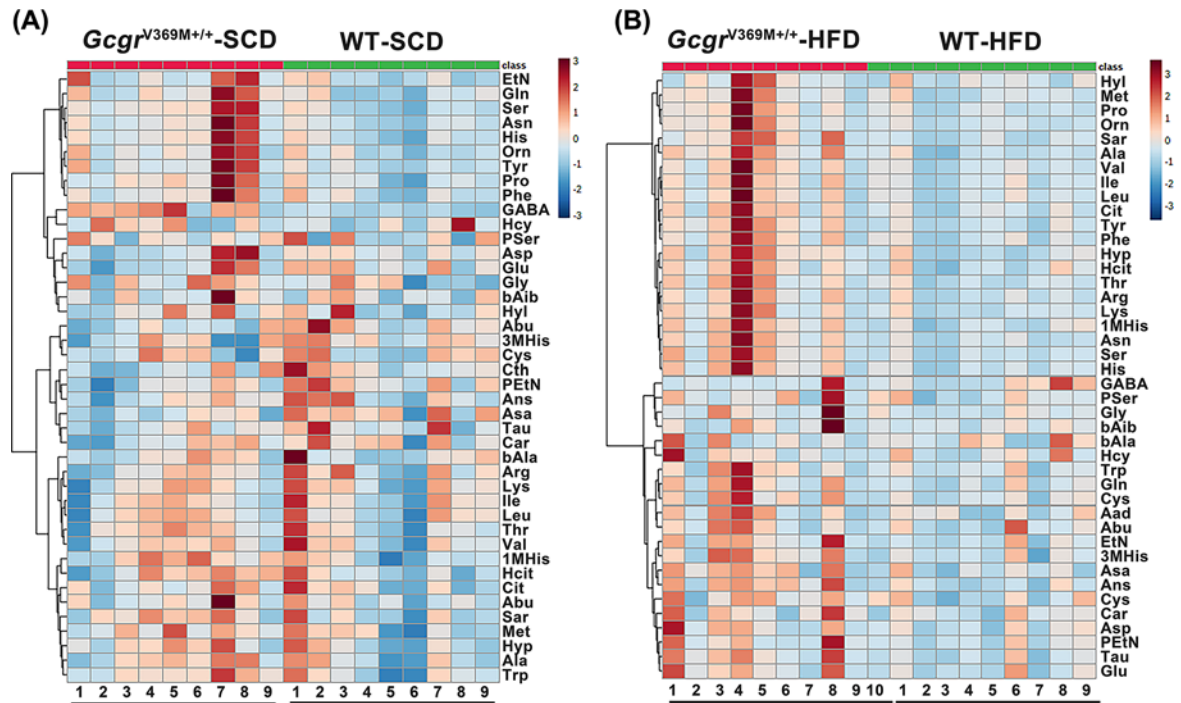 (A)
Gcgr^V369M+/+-SCD WT-SCD
class
EtN
Gln
Ser
Asn
His
Orn
Tyr
Pro
Phe
GABA
Hcy
PSer
Asp
Glu
Gly
bAib
Hyl
Abu
3MHis
Cys
Cth
PEtN
Ans
Asa
Tau
Car
bAla
Arg
Lys
Ile
Leu
Thr
Val
1MHis
Hcit
Cit
Abu
Sar
Met
Hyp
Ala
Trp
3
2
1
0
-1
-2
-3
1 2 3 4 5 6 7 8 9 1 2 3 4 5 6 7 8 9
(B)
Gcgr^V369M+/+-HFD WT-HFD
class
Hyl
Met
Pro
Orn
Sar
Ala
Val
Ile
Leu
Cit
Tyr
Phe
Hyp
Hcit
Thr
Arg
Lys
1MHis
Asn
Ser
His
GABA
PSer
Gly
bAib
bAla
Hcy
Trp
Gln
Cys
Aad
Abu
EtN
3MHis
Asa
Ans
Cys
Car
Asp
PEtN
Tau
Glu
3
2
1
0
-1
-2
-3
1 2 3 4 5 6 7 8 9 10 1 2 3 4 5 6 7 8 9